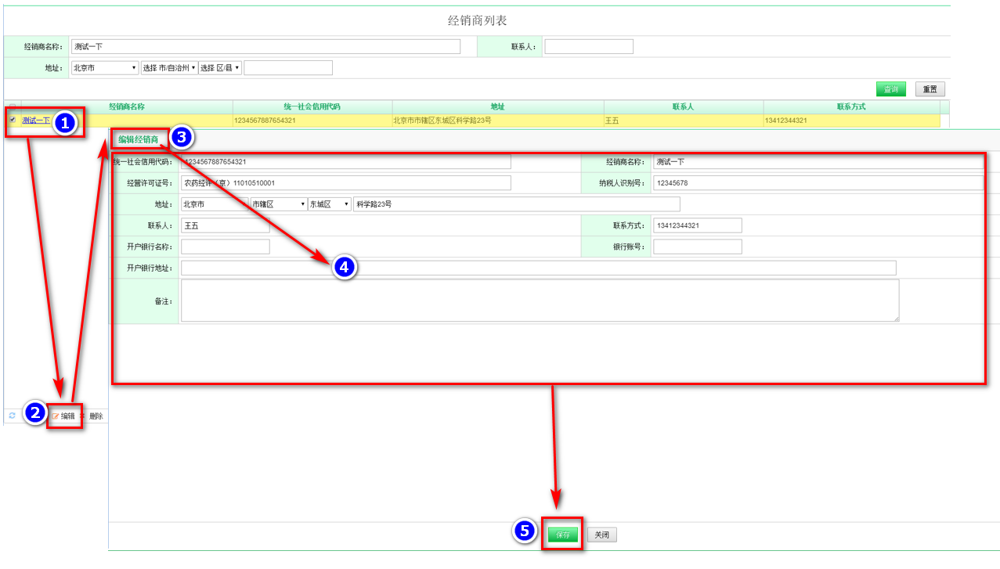 经销商列表
经销商名称： 测试一下 联系人：
地址： 北京市 选择 市/自治州 选择 区/县
查询 重置
经销商名称 统一社会信用代码 地址 联系人 联系方式
测试一下 1 1234567887654321 北京市市辖区东城区科学路23号 王五 13412344321
编辑经销商 3
统一社会信用代码： 1234567887654321 经销商名称： 测试一下
经营许可证号： 农药经许（京）11010510001 纳税人识别号： 12345678
地址： 北京市 市辖区 东城区 科学路23号
联系人： 王五 联系方式： 13412344321
开户银行名称： 银行账号：
开户银行地址： 4
备注：
2 编辑 删除
5 保存 关闭